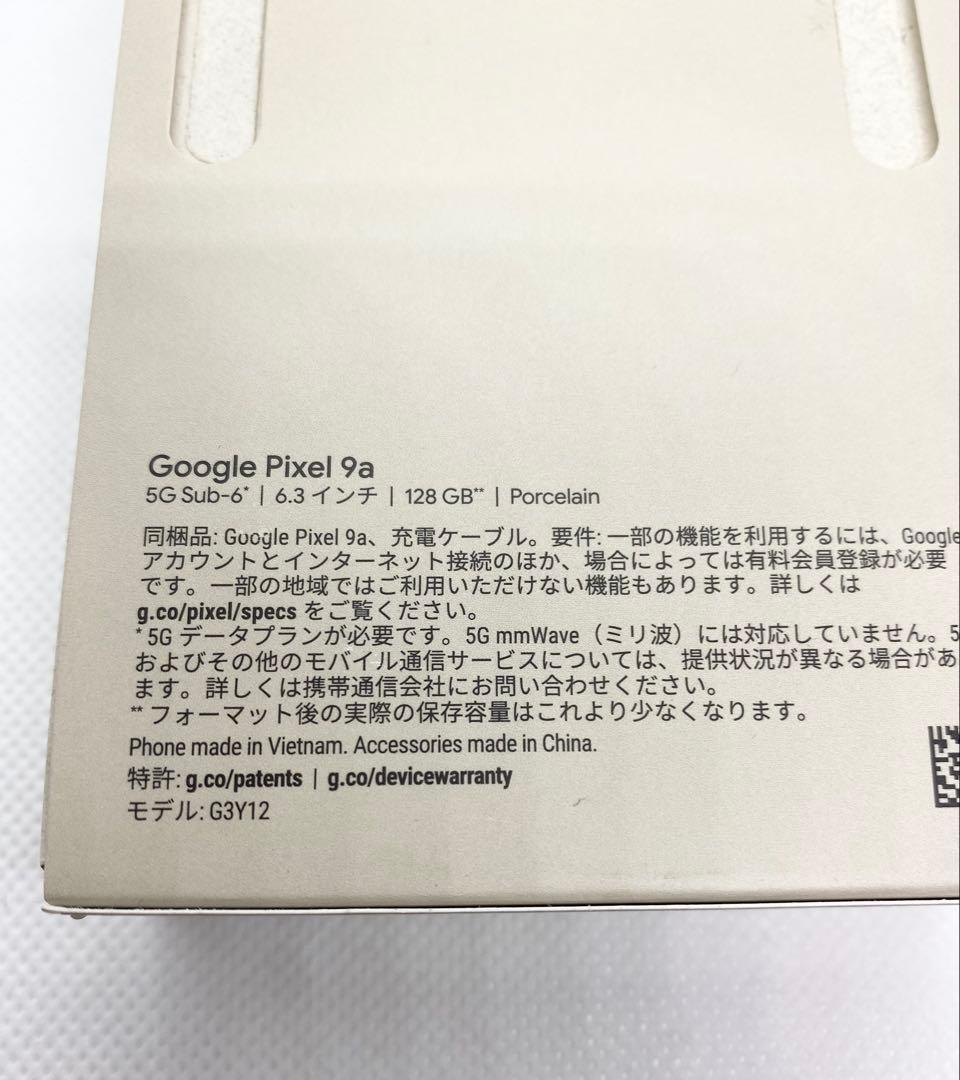 Google Pixel 9a
5G Sub-6* | 6.3 インチ | 128 GB** | Porcelain
同梱品: Google Pixel 9a、充電ケーブル。要件: 一部の機能を利用するには、Google
アカウントとインターネット接続のほか、場合によっては有料会員登録が必要
です。一部の地域ではご利用いただけない機能もあります。詳しくは
g.co/pixel/specs をご覧ください。
* 5G データプランが必要です。5G mmWave（ミリ波）には対応していません。5
およびその他のモバイル通信サービスについては、提供状況が異なる場合があ
ます。詳しくは携帯通信会社にお問い合わせください。
** フォーマット後の実際の保存容量はこれより少なくなります。
Phone made in Vietnam. Accessories made in China.
特許: g.co/patents | g.co/devicewarranty
モデル: G3Y12